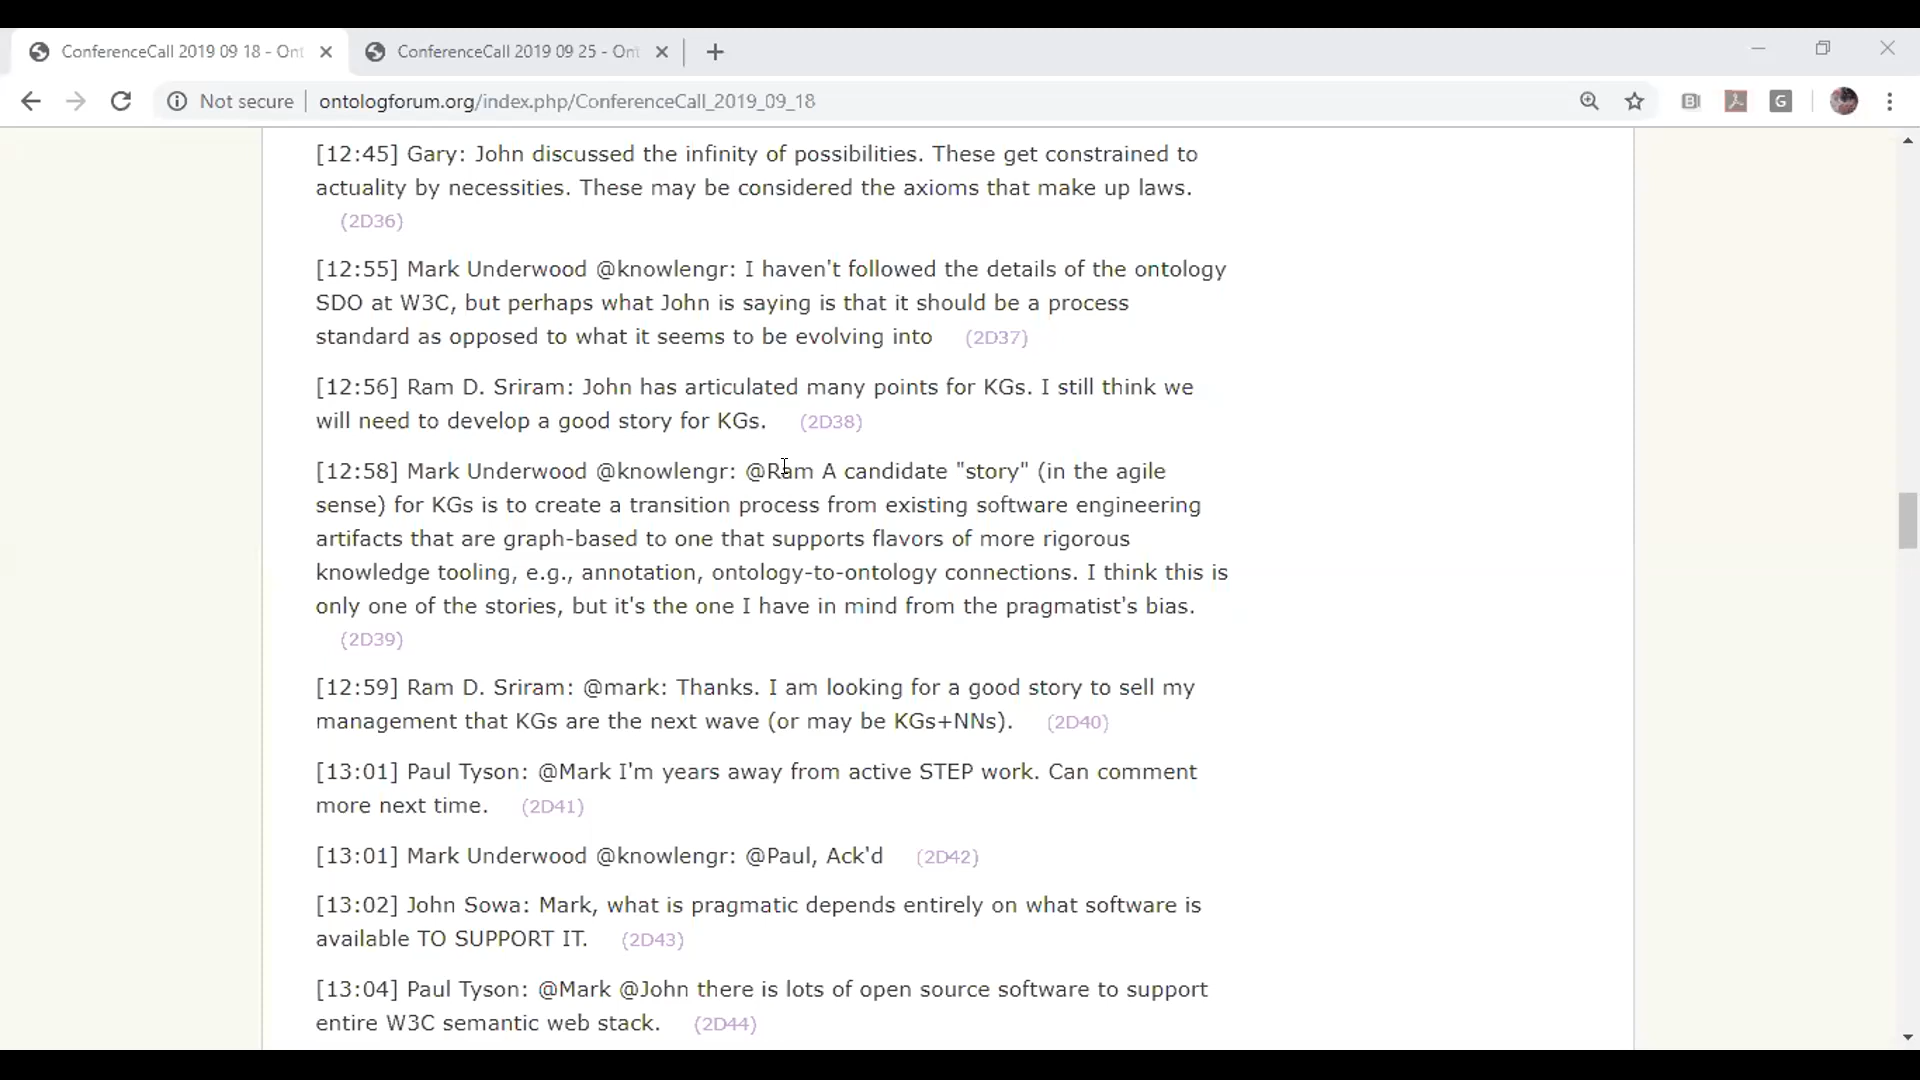 ConferenceCall 2019 09 18 - Ont
ConferenceCall 2019 09 25 - Ont
Not secure
ontologforum.org/index.php/ConferenceCall_2019_09_18
[12:45] Gary: John discussed the infinity of possibilities. These get constrained to
actuality by necessities. These may be considered the axioms that make up laws.
(2D36)
[12:55] Mark Underwood @knowlengr: I haven't followed the details of the ontology
SDO at W3C, but perhaps what John is saying is that it should be a process
standard as opposed to what it seems to be evolving into (2D37)
[12:56] Ram D. Sriram: John has articulated many points for KGs. I still think we
will need to develop a good story for KGs. (2D38)
[12:58] Mark Underwood @knowlengr: @Ram A candidate "story" (in the agile
sense) for KGs is to create a transition process from existing software engineering
artifacts that are graph-based to one that supports flavors of more rigorous
knowledge tooling, e.g., annotation, ontology-to-ontology connections. I think this is
only one of the stories, but it's the one I have in mind from the pragmatist's bias.
(2D39)
[12:59] Ram D. Sriram: @mark: Thanks. I am looking for a good story to sell my
management that KGs are the next wave (or may be KGs+NNs). (2D40)
[13:01] Paul Tyson: @Mark I'm years away from active STEP work. Can comment
more next time. (2D41)
[13:01] Mark Underwood @knowlengr: @Paul, Ack'd (2D42)
[13:02] John Sowa: Mark, what is pragmatic depends entirely on what software is
available TO SUPPORT IT. (2D43)
[13:04] Paul Tyson: @Mark @John there is lots of open source software to support
entire W3C semantic web stack. (2D44)